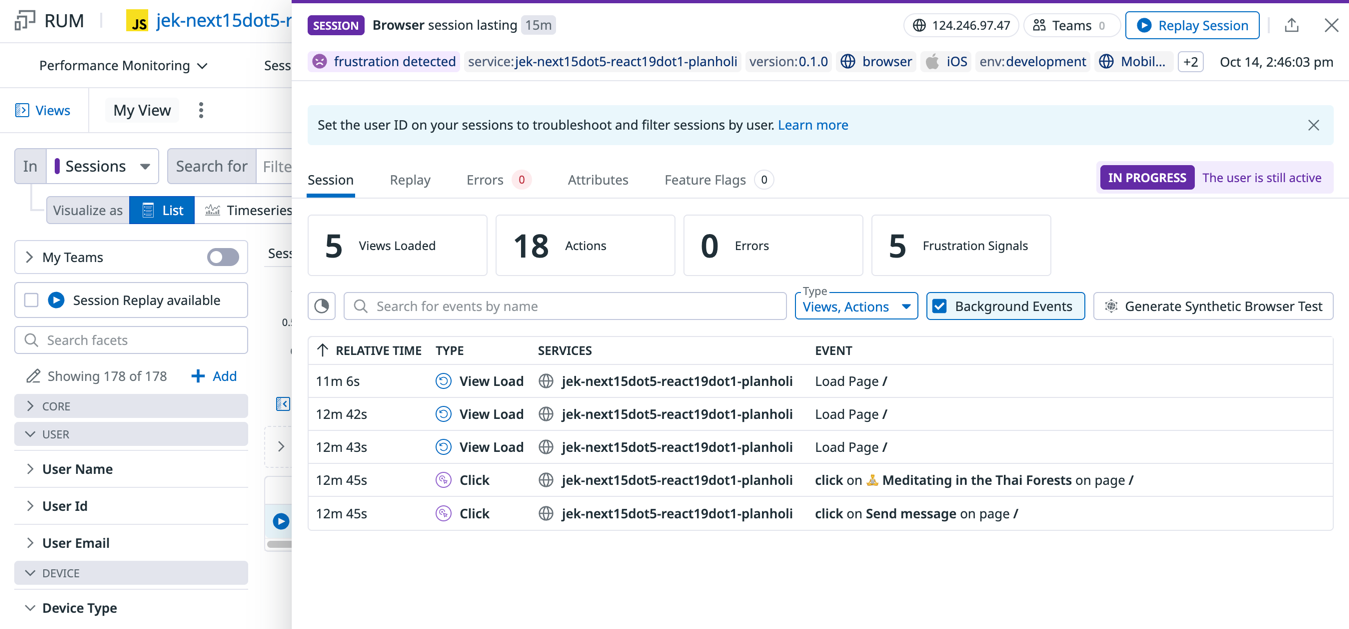 RUM
JS jek-next15dot5-r
Performance Monitoring
Sess
Views
My View
In
Sessions
Search for
Filte
Visualize as
List
Timeseries
My Teams
Session Replay available
Search facets
Showing 178 of 178
Add
CORE
USER
User Name
User Id
User Email
DEVICE
Device Type
Sess
0.5
SESSION Browser session lasting 15m
124.246.97.47
Teams 0
Replay Session
frustration detected service:jek-next15dot5-react19dot1-planholi version:0.1.0 browser iOS env:development Mobil... +2 Oct 14, 2:46:03 pm
Set the user ID on your sessions to troubleshoot and filter sessions by user. Learn more
Session Replay Errors 0 Attributes Feature Flags 0
IN PROGRESS The user is still active
5 Views Loaded
18 Actions
0 Errors
5 Frustration Signals
Search for events by name
Type
Views, Actions
Background Events
Generate Synthetic Browser Test
RELATIVE TIME TYPE SERVICES EVENT
11m 6s View Load jek-next15dot5-react19dot1-planholi Load Page /
12m 42s View Load jek-next15dot5-react19dot1-planholi Load Page /
12m 43s View Load jek-next15dot5-react19dot1-planholi Load Page /
12m 45s Click jek-next15dot5-react19dot1-planholi click on 🧘 Meditating in the Thai Forests on page /
12m 45s Click jek-next15dot5-react19dot1-planholi click on Send message on page /